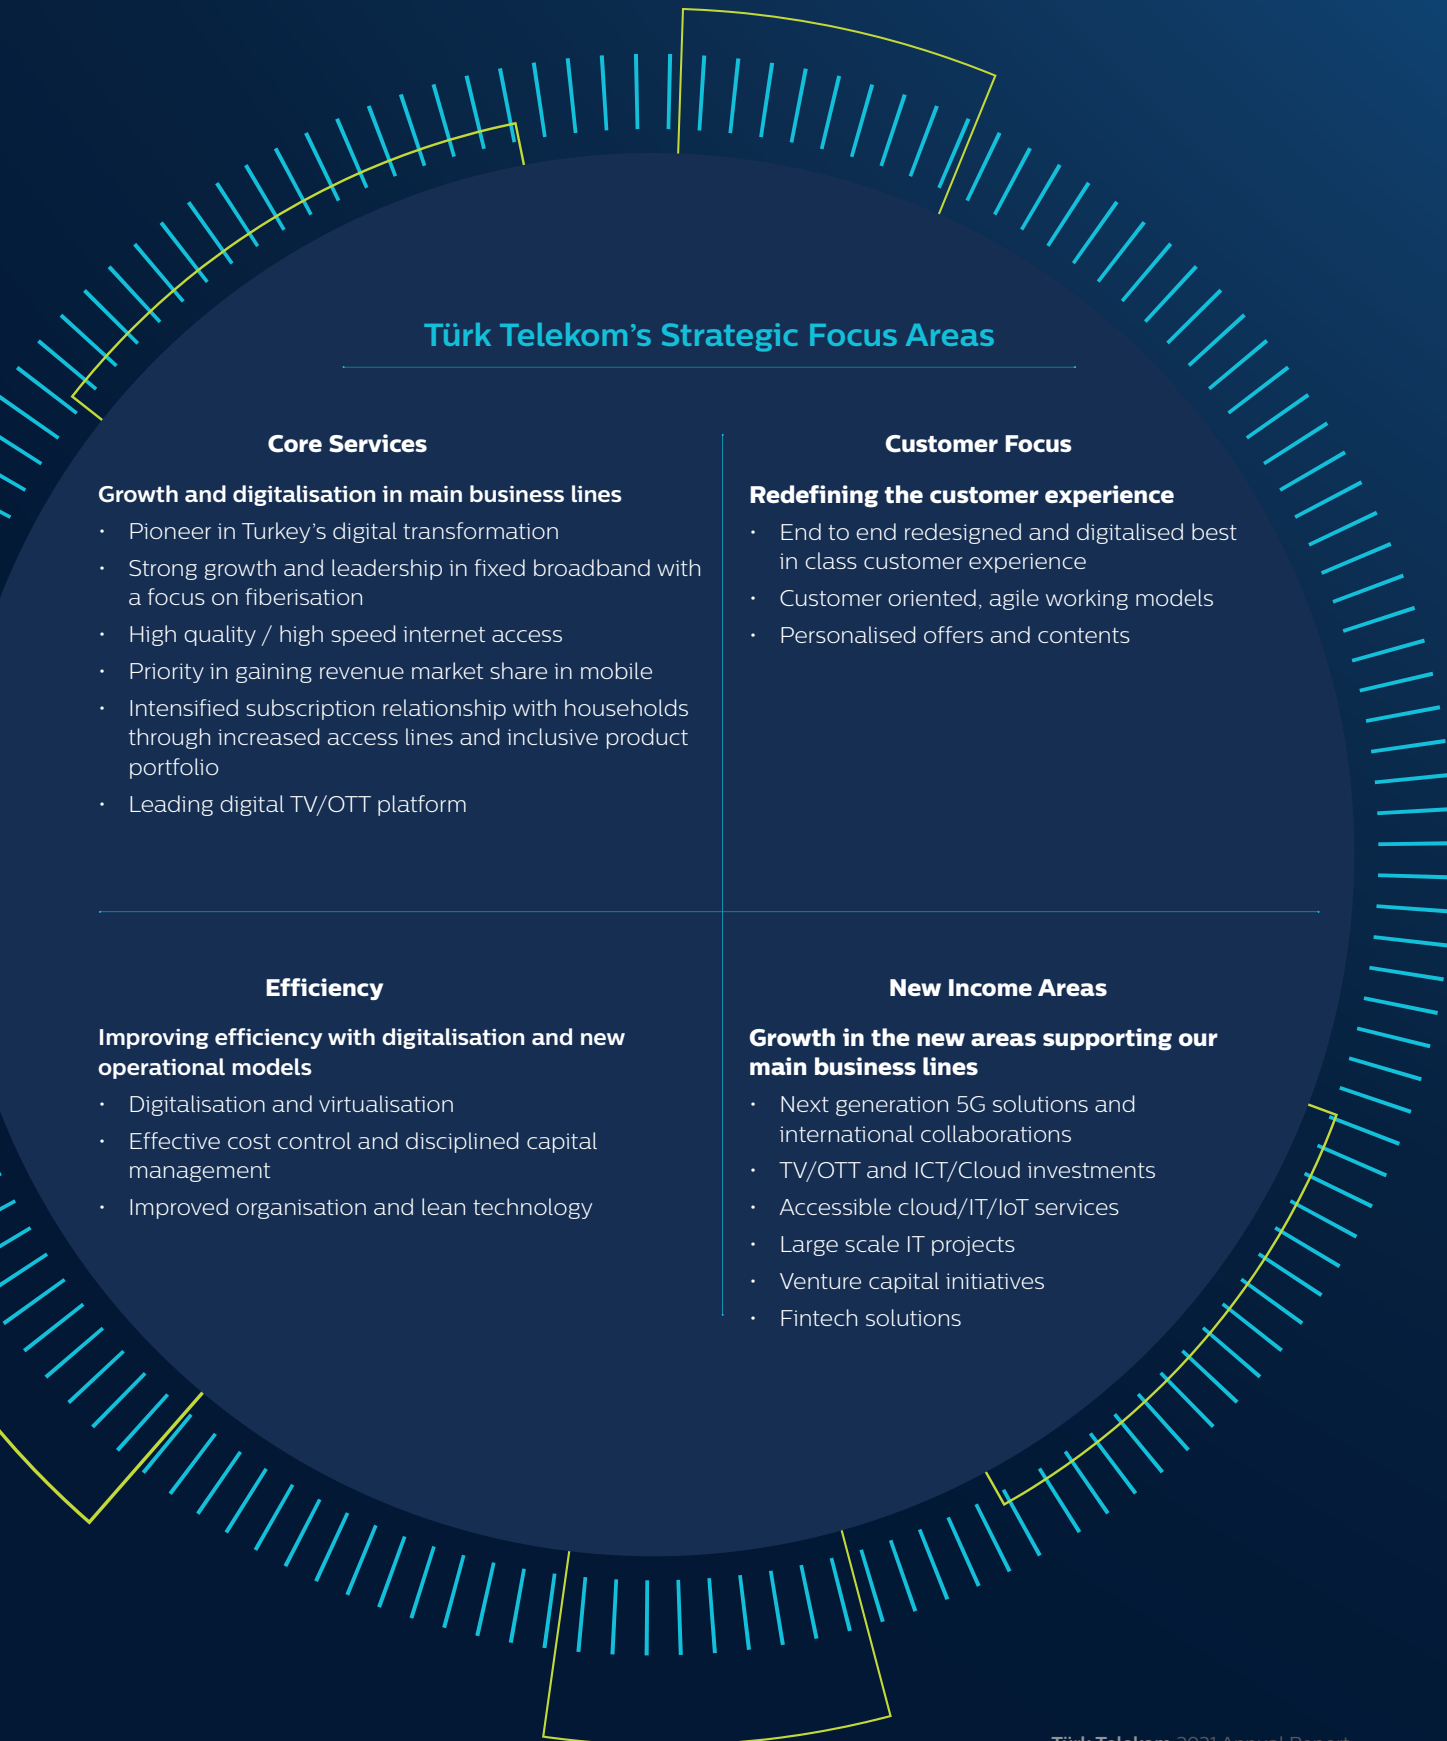 Türk Telekom's Strategic Focus Areas
Core Services
Growth and digitalisation in main business lines
• Pioneer in Turkey's digital transformation
• Strong growth and leadership in fixed broadband with
a focus on fiberisation
• High quality / high speed internet access
• Priority in gaining revenue market share in mobile
• Intensified subscription relationship with households
through increased access lines and inclusive product
portfolio
• Leading digital TV/OTT platform
Customer Focus
Redefining the customer experience
• End to end redesigned and digitalised best
in class customer experience
• Customer oriented, agile working models
• Personalised offers and contents
Efficiency
Improving efficiency with digitalisation and new
operational models
• Digitalisation and virtualisation
• Effective cost control and disciplined capital
management
• Improved organisation and lean technology
New Income Areas
Growth in the new areas supporting our
main business lines
• Next generation 5G solutions and
international collaborations
• TV/OTT and ICT/Cloud investments
• Accessible cloud/IT/IoT services
• Large scale IT projects
• Venture capital initiatives
• Fintech solutions
Türk Telekom 2021 Annual Report